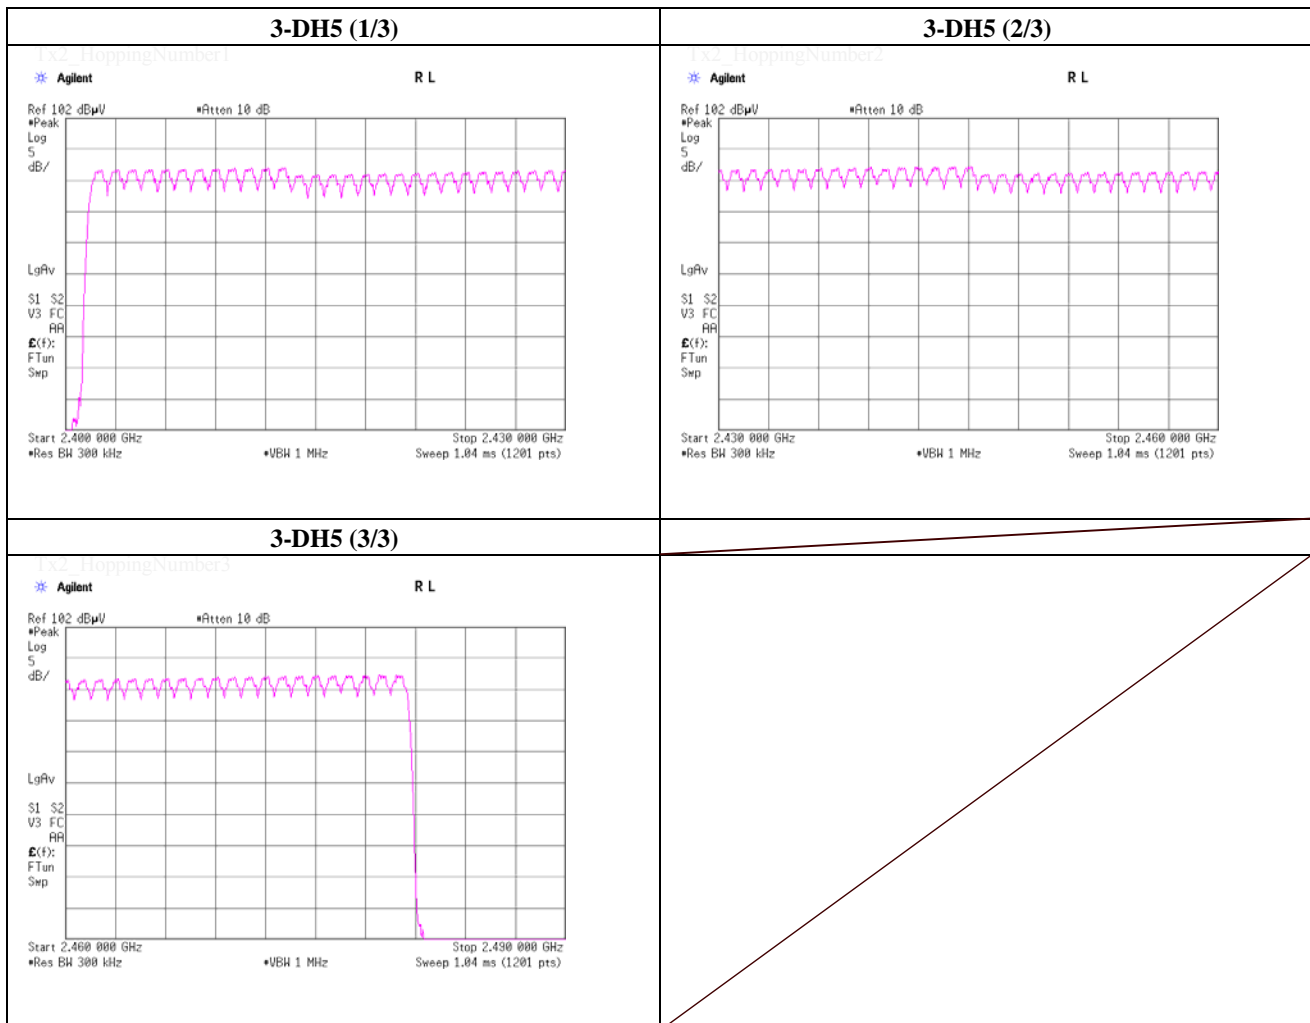 3-DH5 (1/3)
Tx2_HoppingNumber1
Agilent R L
Ref 102 dBµV #Atten 10 dB
#Peak
Log
5
dB/
LgAv
S1 S2
V3 FC
AA
£(f):
FTun
Swp
Start 2.400 000 GHz Stop 2.430 000 GHz
#Res BW 300 kHz #VBW 1 MHz Sweep 1.04 ms (1201 pts)
3-DH5 (2/3)
Tx2_HoppingNumber2
Agilent R L
Ref 102 dBµV #Atten 10 dB
#Peak
Log
5
dB/
LgAv
S1 S2
V3 FC
AA
£(f):
FTun
Swp
Start 2.430 000 GHz Stop 2.460 000 GHz
#Res BW 300 kHz #VBW 1 MHz Sweep 1.04 ms (1201 pts)
3-DH5 (3/3)
Tx2_HoppingNumber3
Agilent R L
Ref 102 dBµV #Atten 10 dB
#Peak
Log
5
dB/
LgAv
S1 S2
V3 FC
AA
£(f):
FTun
Swp
Start 2.460 000 GHz Stop 2.490 000 GHz
#Res BW 300 kHz #VBW 1 MHz Sweep 1.04 ms (1201 pts)